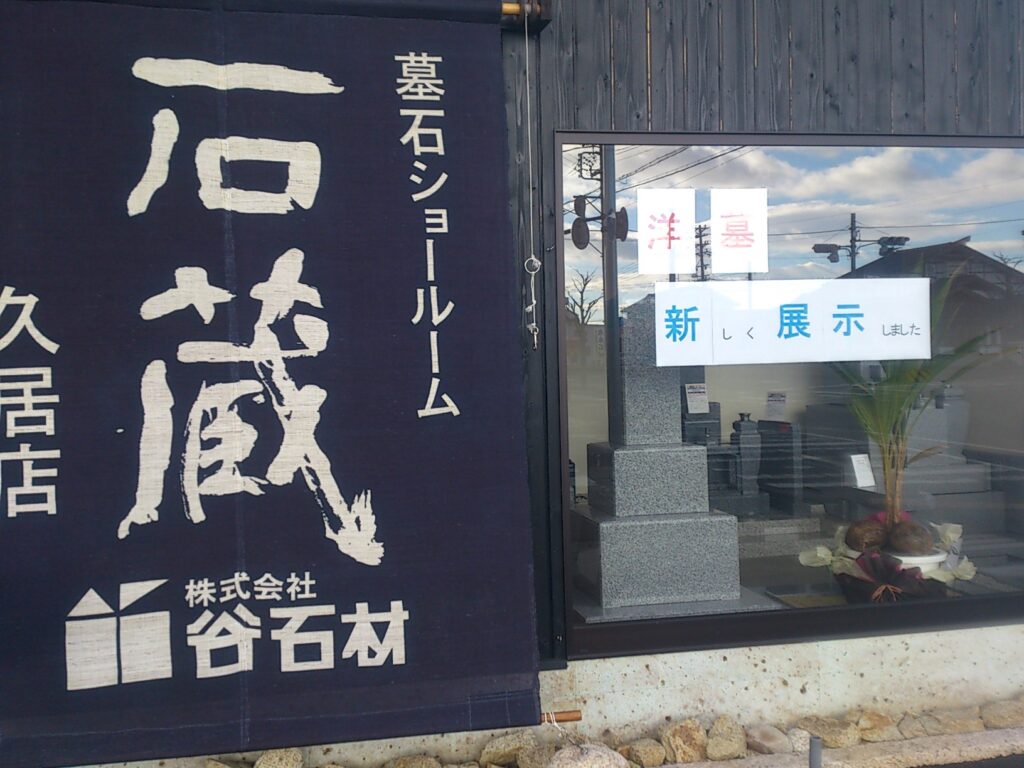 墓石ショールーム
石蔵
久居店
株式会社
谷石材
洋墓
新しく展示しました